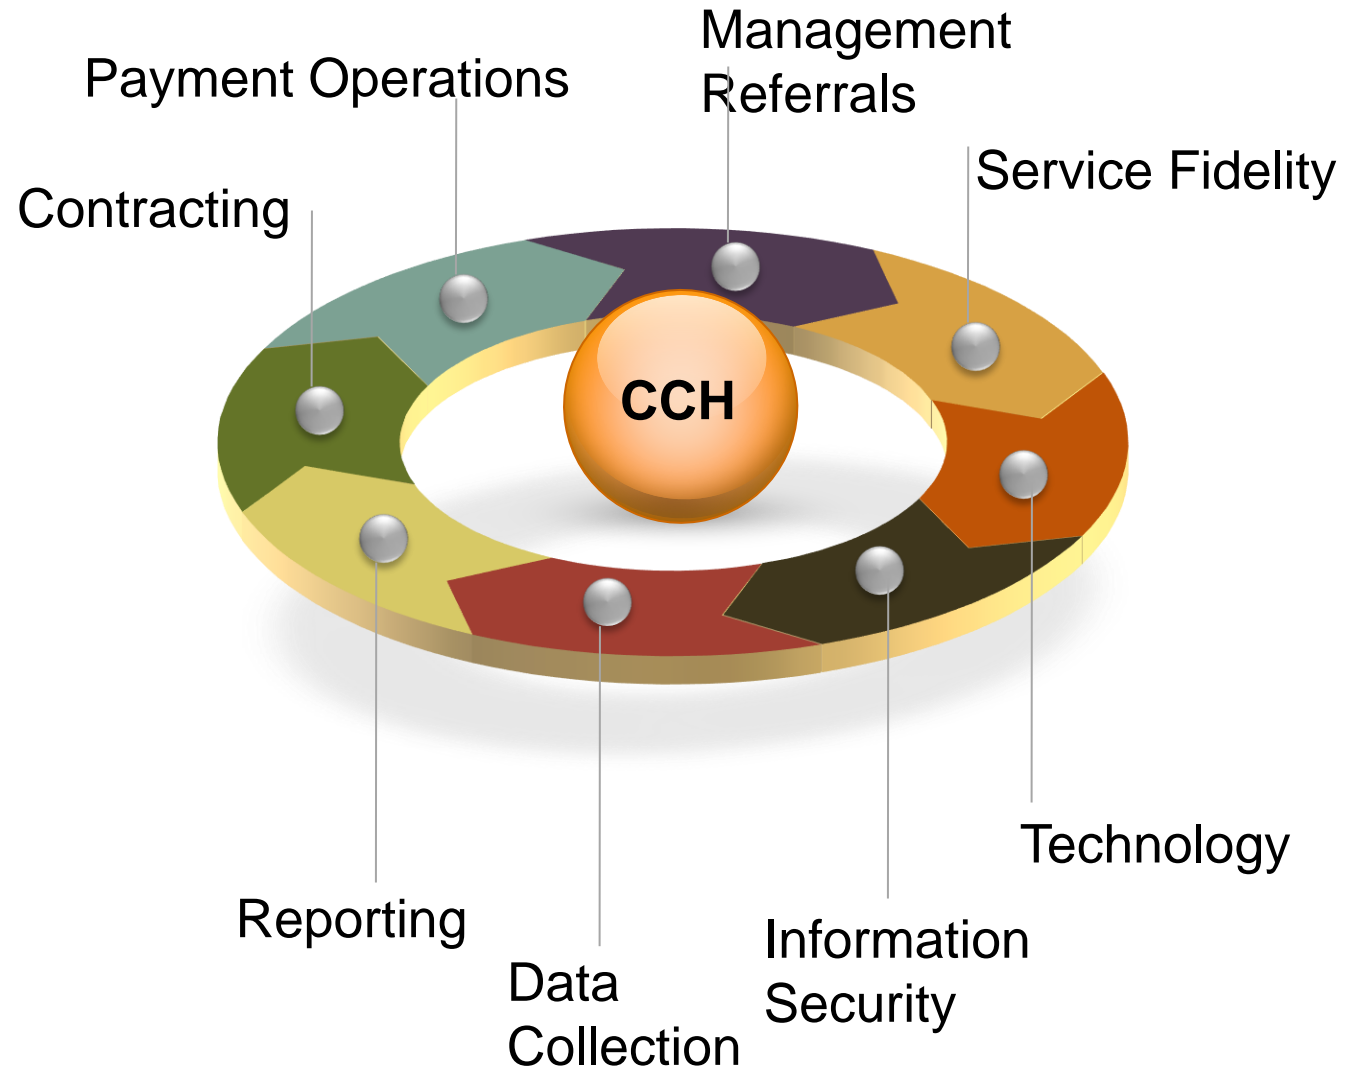 Management
Referrals
Payment Operations
Service Fidelity
Contracting
CCH
Technology
Reporting
Information
Security
Data
Collection